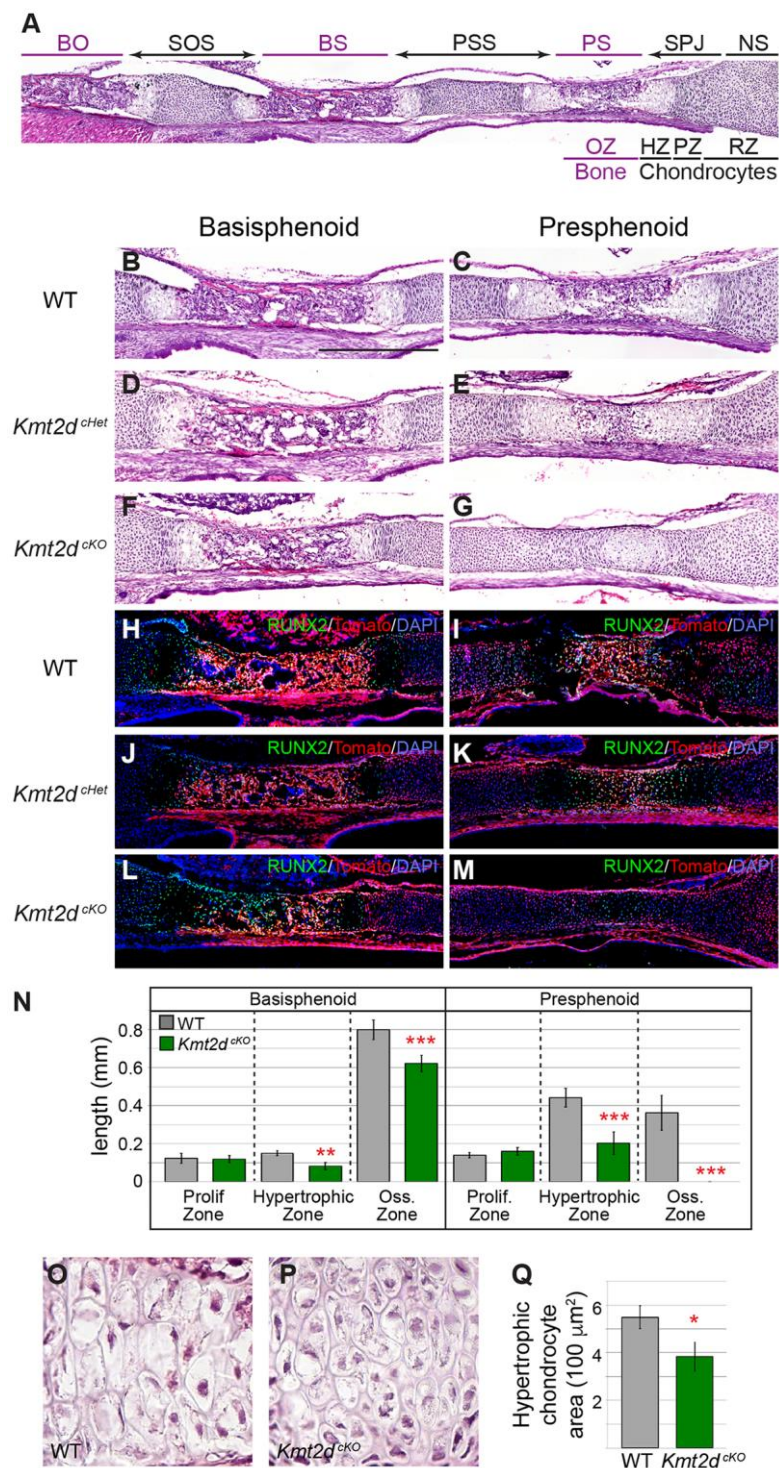 A
BO SOS BS PSS PS SPJ NS
OZ HZ PZ RZ
Bone Chondrocytes
Basisphenoid Presphenoid
WT B C
Kmt2d cHet D E
Kmt2d cKO F G
WT H RUNX2/Tomato/DAPI I RUNX2/Tomato/DAPI
Kmt2d cHet J RUNX2/Tomato/DAPI K RUNX2/Tomato/DAPI
Kmt2d cKO L RUNX2/Tomato/DAPI M RUNX2/Tomato/DAPI
N
Basisphenoid Presphenoid
WT
Kmt2d cKO
length (mm)
0.8
0.6
0.4
0.2
0
*** ** *** ***
Prolif Zone Hypertrophic Zone Oss. Zone Prolif. Zone Hypertrophic Zone Oss. Zone
O WT
P Kmt2d cKO
Q
Hypertrophic chondrocyte area (100 μm²)
6
4
2
*
WT Kmt2d cKO